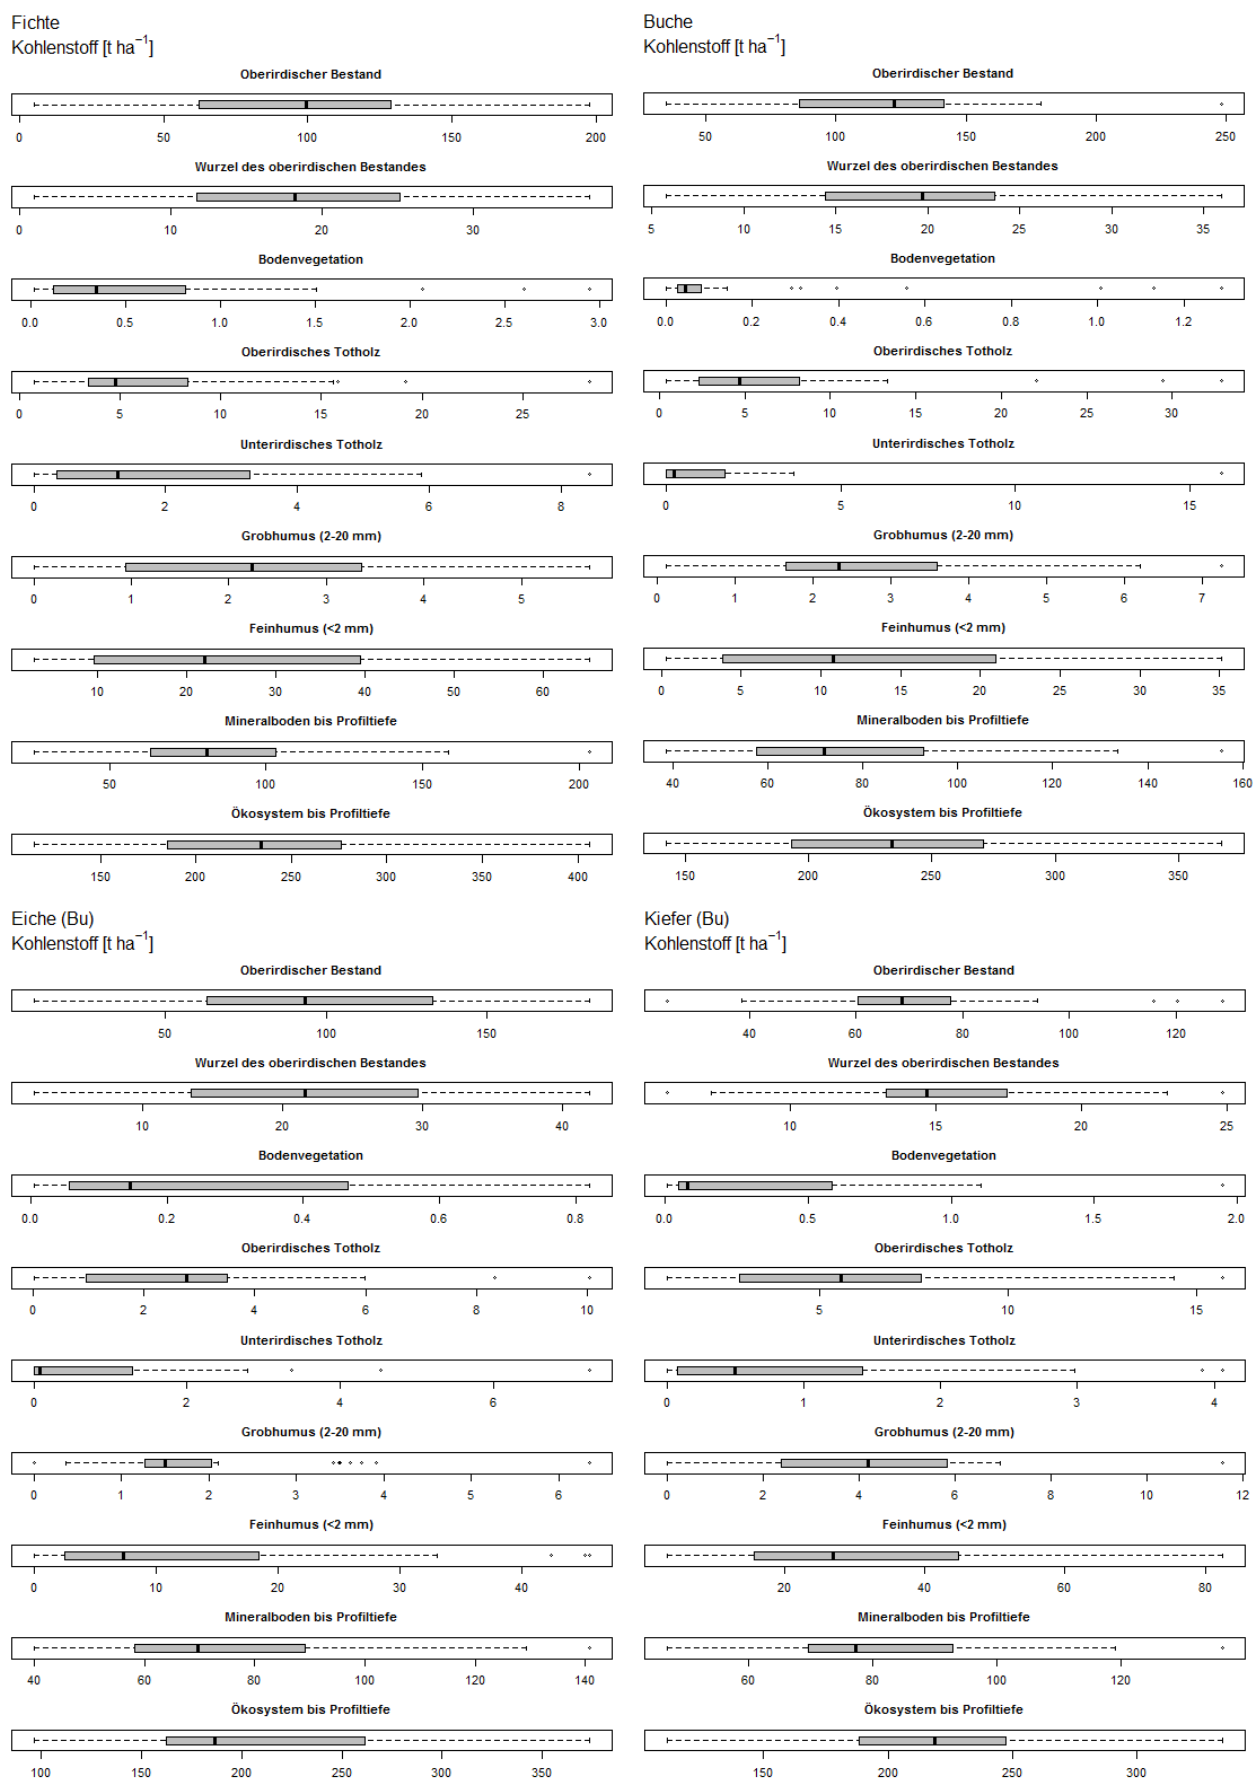 Fichte
Kohlenstoff [t ha⁻¹]
Oberirdischer Bestand
0 50 100 150 200
Wurzel des oberirdischen Bestandes
0 10 20 30
Bodenvegetation
0.0 0.5 1.0 1.5 2.0 2.5 3.0
Oberirdisches Totholz
0 5 10 15 20 25
Unterirdisches Totholz
0 2 4 6 8
Grobhumus (2-20 mm)
0 1 2 3 4 5
Feinhumus (<2 mm)
10 20 30 40 50 60
Mineralboden bis Profiltiefe
50 100 150 200
Ökosystem bis Profiltiefe
150 200 250 300 350 400
Buche
Kohlenstoff [t ha⁻¹]
Oberirdischer Bestand
50 100 150 200 250
Wurzel des oberirdischen Bestandes
5 10 15 20 25 30 35
Bodenvegetation
0.0 0.2 0.4 0.6 0.8 1.0 1.2
Oberirdisches Totholz
0 5 10 15 20 25 30
Unterirdisches Totholz
0 5 10 15
Grobhumus (2-20 mm)
0 1 2 3 4 5 6 7
Feinhumus (<2 mm)
0 5 10 15 20 25 30 35
Mineralboden bis Profiltiefe
40 60 80 100 120 140 160
Ökosystem bis Profiltiefe
150 200 250 300 350
Eiche (Bu)
Kohlenstoff [t ha⁻¹]
Oberirdischer Bestand
50 100 150
Wurzel des oberirdischen Bestandes
10 20 30 40
Bodenvegetation
0.0 0.2 0.4 0.6 0.8
Oberirdisches Totholz
0 2 4 6 8 10
Unterirdisches Totholz
0 2 4 6
Grobhumus (2-20 mm)
0 1 2 3 4 5 6
Feinhumus (<2 mm)
0 10 20 30 40
Mineralboden bis Profiltiefe
40 60 80 100 120 140
Ökosystem bis Profiltiefe
100 150 200 250 300 350
Kiefer (Bu)
Kohlenstoff [t ha⁻¹]
Oberirdischer Bestand
40 60 80 100 120
Wurzel des oberirdischen Bestandes
10 15 20 25
Bodenvegetation
0.0 0.5 1.0 1.5 2.0
Oberirdisches Totholz
5 10 15
Unterirdisches Totholz
0 1 2 3 4
Grobhumus (2-20 mm)
0 2 4 6 8 10 12
Feinhumus (<2 mm)
20 40 60 80
Mineralboden bis Profiltiefe
60 80 100 120
Ökosystem bis Profiltiefe
150 200 250 300